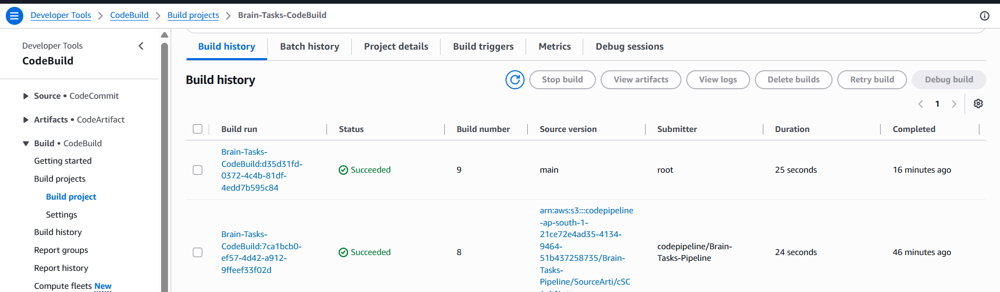 Developer Tools > CodeBuild > Build projects > Brain-Tasks-CodeBuild
Developer Tools
CodeBuild
Source • CodeCommit
Artifacts • CodeArtifact
Build • CodeBuild
Getting started
Build projects
Build project
Settings
Build history
Report groups
Report history
Compute fleets New
Build history Batch history Project details Build triggers Metrics Debug sessions
Build history
Stop build View artifacts View logs Delete builds Retry build Debug build
1
Build run Status Build number Source version Submitter Duration Completed
Brain-Tasks-
CodeBuild:d35d31fd-
0372-4c4b-81df-
4edd7b595c84
Succeeded
9
main
root
25 seconds
16 minutes ago
Brain-Tasks-
CodeBuild:7ca1bcb0-
ef57-4d42-a912-
9ffeef33f02d
Succeeded
8
arn:aws:s3:::codepipeline
-ap-south-1-
21ce72e4ad35-4134-
9464-
51b437258735/Brain-
Tasks-
Pipeline/SourceArti/cSC
codepipeline/Brain-
Tasks-Pipeline
24 seconds
46 minutes ago